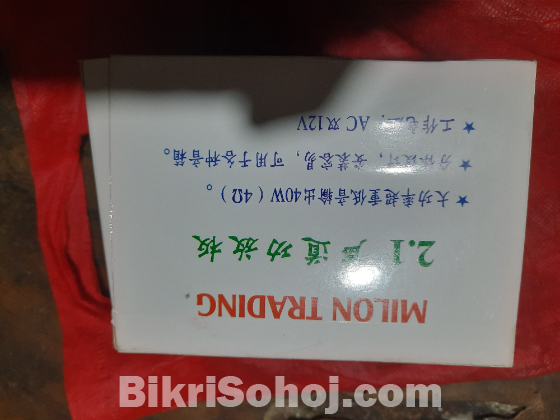 MILON TRADING
2.1 声道功放板
★ 大功率超重低音输出40W（4Ω）。
★ 分体设计，安装容易，可用于各种音箱。
★ 工作电压，AC 双12V
BikriSohoj.com